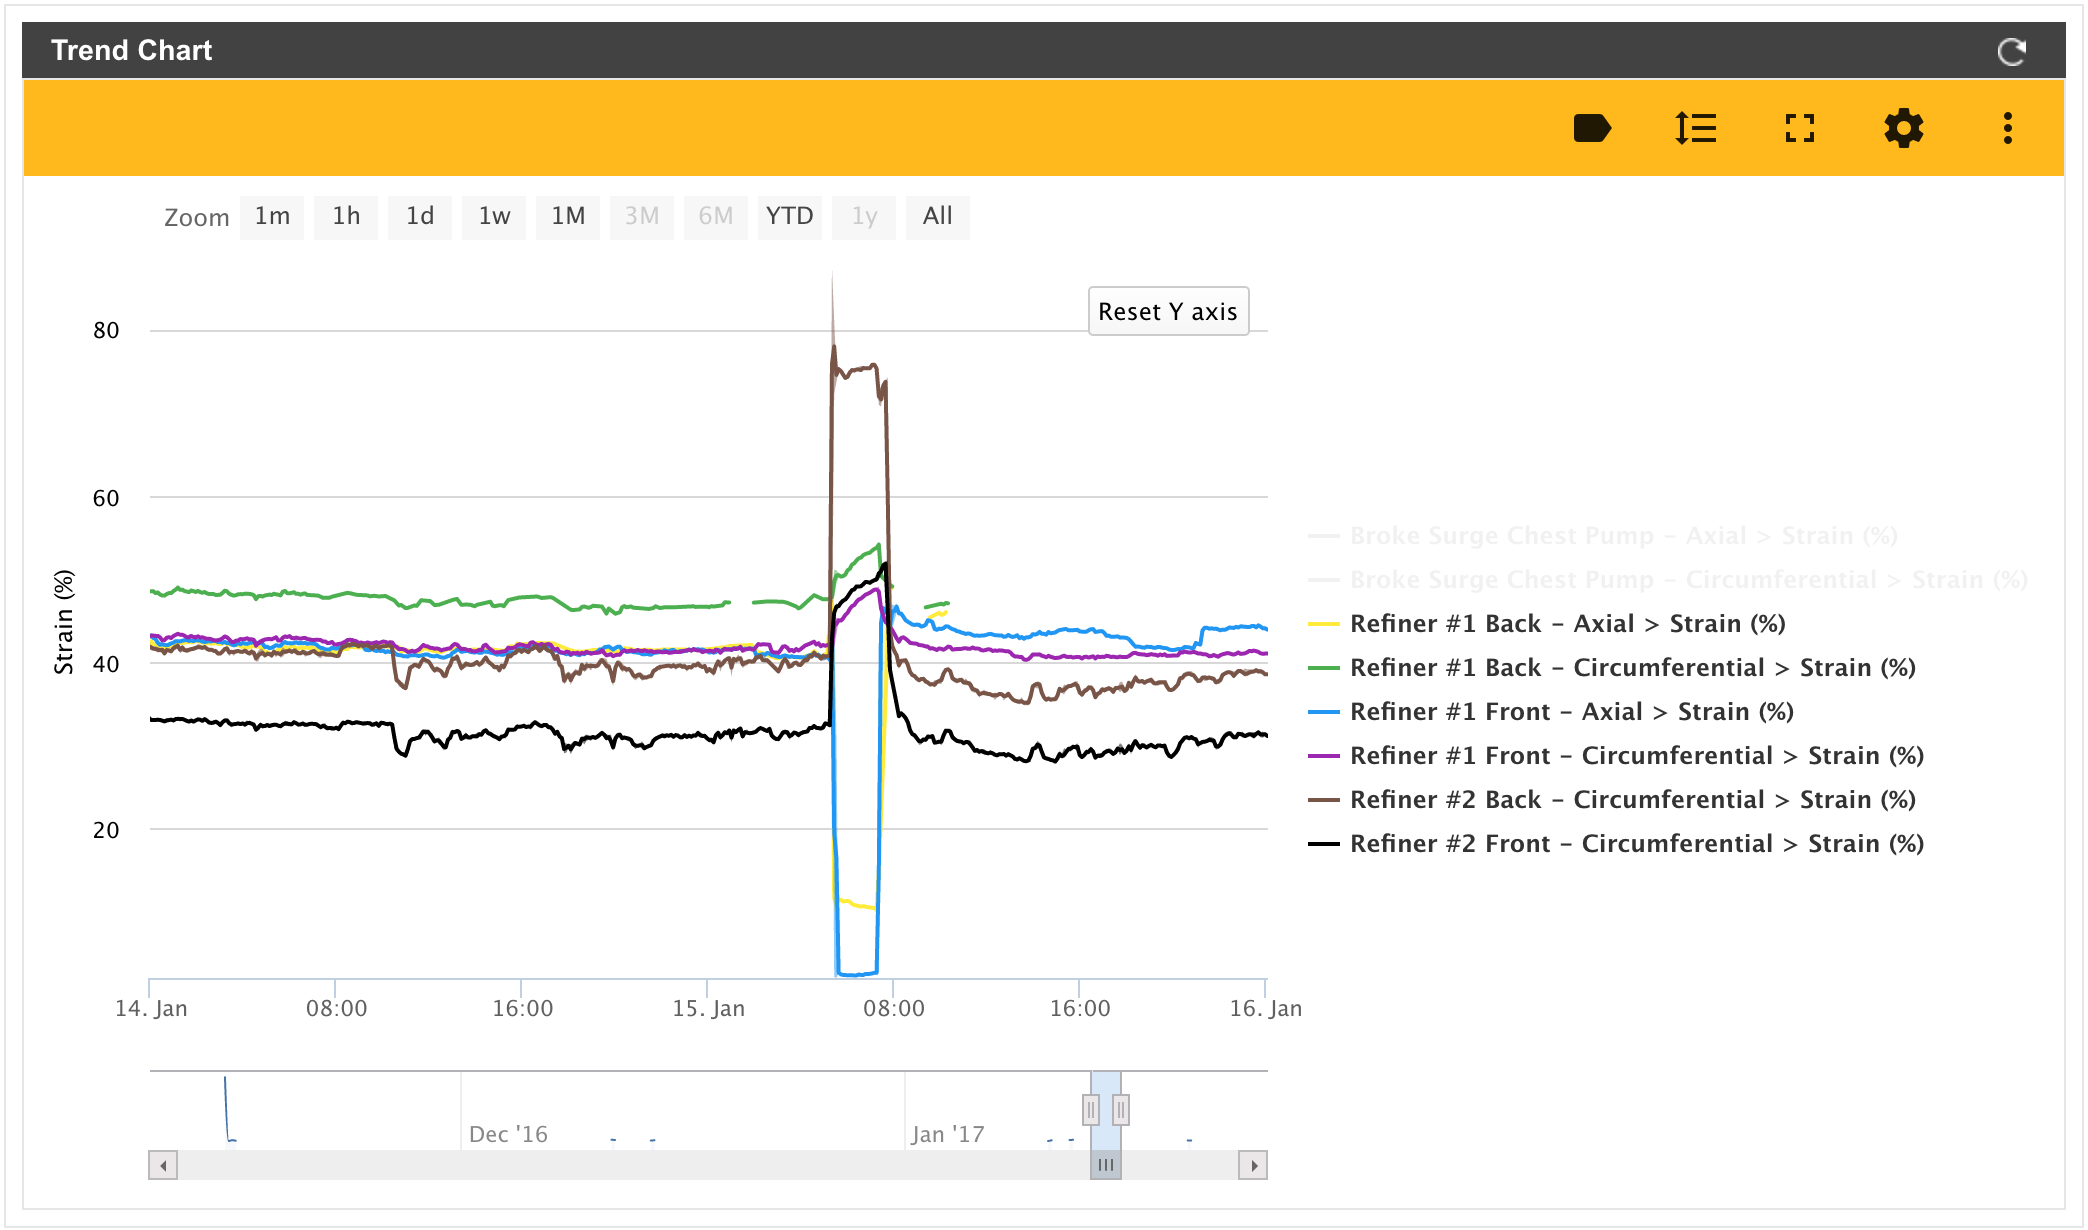 Trend Chart
Zoom 1m 1h 1d 1w 1M 3M 6M YTD 1y All
Reset Y axis
80
60
40
20
Strain (%)
14. Jan 08:00 16:00 15. Jan 08:00 16:00 16. Jan
Broke Surge Chest Pump – Axial > Strain (%)
Broke Surge Chest Pump – Circumferential > Strain (%)
Refiner #1 Back – Axial > Strain (%)
Refiner #1 Back – Circumferential > Strain (%)
Refiner #1 Front – Axial > Strain (%)
Refiner #1 Front – Circumferential > Strain (%)
Refiner #2 Back – Circumferential > Strain (%)
Refiner #2 Front – Circumferential > Strain (%)
Dec '16 Jan '17